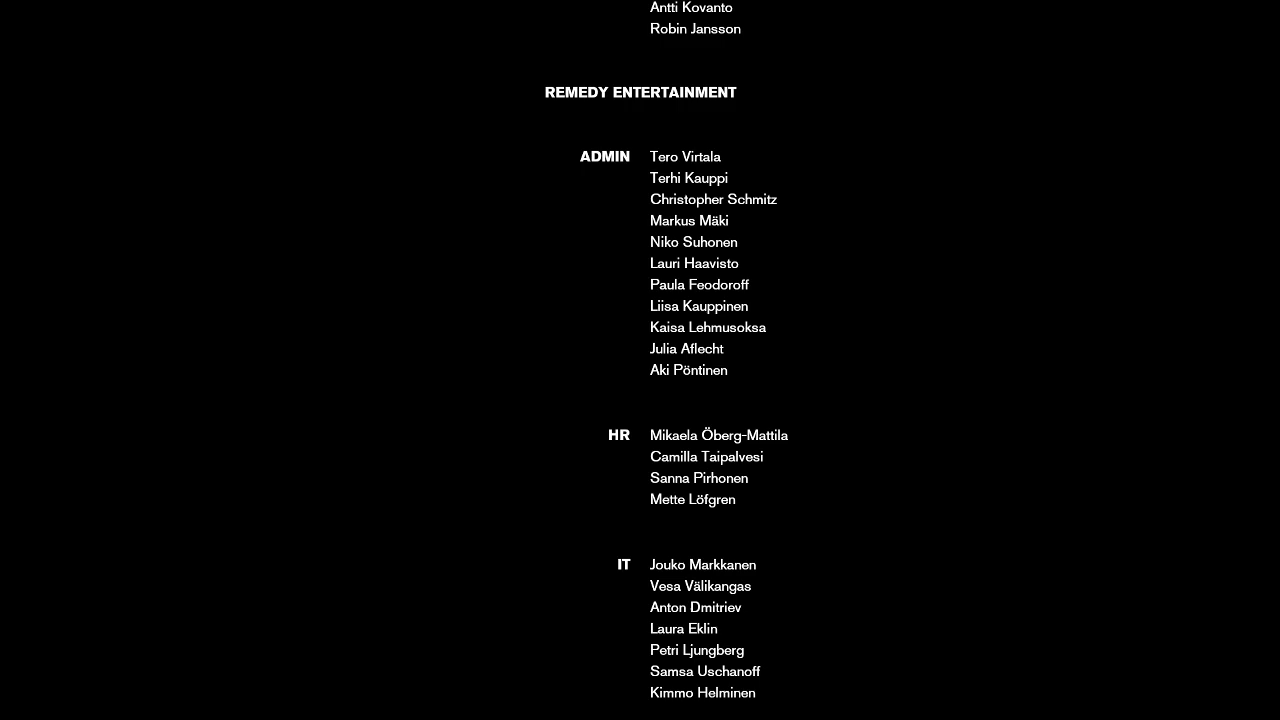 Antti Kovanto
Robin Jansson
REMEDY ENTERTAINMENT
ADMIN Tero Virtala
Terhi Kauppi
Christopher Schmitz
Markus Mäki
Niko Suhonen
Lauri Haavisto
Paula Feodoroff
Liisa Kauppinen
Kaisa Lehmusoksa
Julia Aflecht
Aki Pöntinen
HR Mikaela Öberg-Mattila
Camilla Taipalvesi
Sanna Pirhonen
Mette Löfgren
IT Jouko Markkanen
Vesa Välikangas
Anton Dmitriev
Laura Eklin
Petri Ljungberg
Samsa Uschanoff
Kimmo Helminen